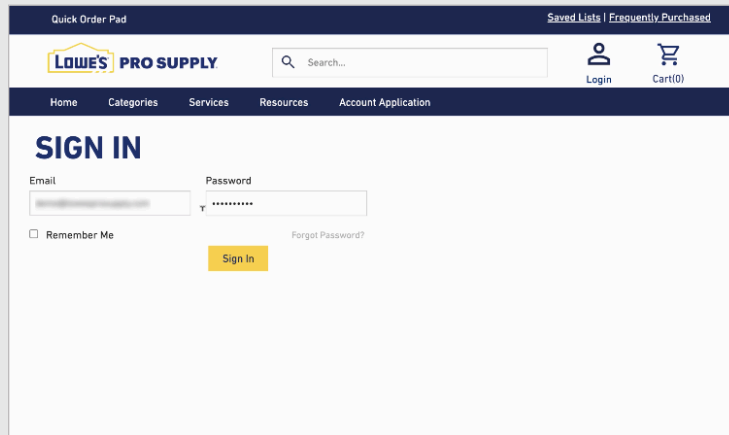 Quick Order Pad
Saved Lists | Frequently Purchased
LOWE'S PRO SUPPLY
Search...
Login
Cart(0)
Home Categories Services Resources Account Application
SIGN IN
Email Password
••••••••••
Remember Me Forgot Password?
Sign In